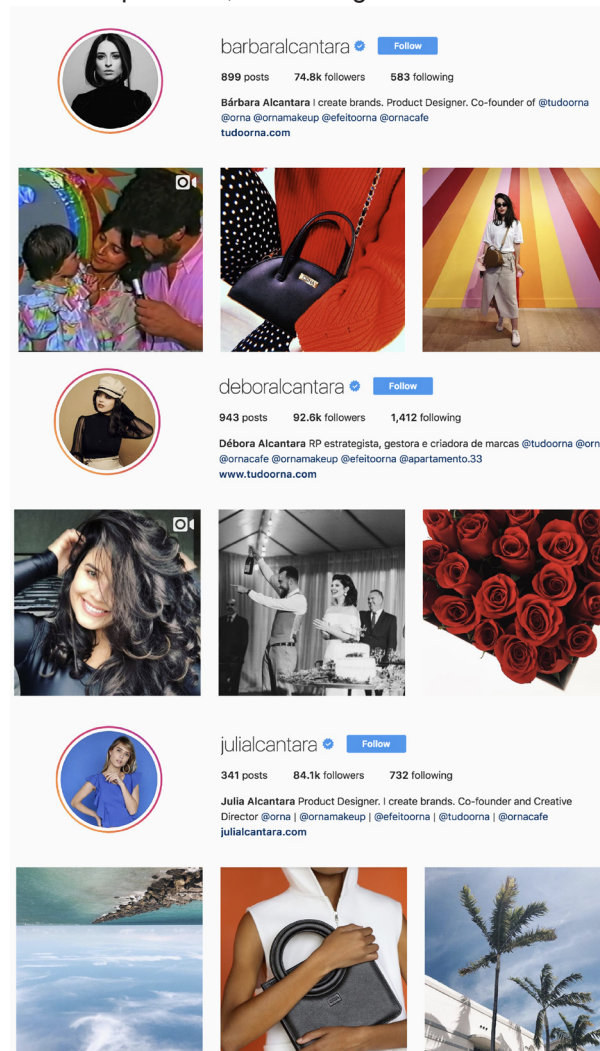 barbaralcantara Follow
899 posts 74.8k followers 583 following
Bárbara Alcantara I create brands. Product Designer. Co-founder of @tudoorna
@orna @ornamakeup @efeitoorna @ornacafe
tudoorna.com
deboralcantara Follow
943 posts 92.6k followers 1,412 following
Débora Alcantara RP estrategista, gestora e criadora de marcas @tudoorna @orn
@ornacafe @ornamakeup @efeitoorna @apartamento.33
www.tudoorna.com
julialcantara Follow
341 posts 84.1k followers 732 following
Julia Alcantara Product Designer. I create brands. Co-founder and Creative
Director @orna | @ornamakeup | @efeitoorna | @tudoorna | @ornacafe
julialcantara.com